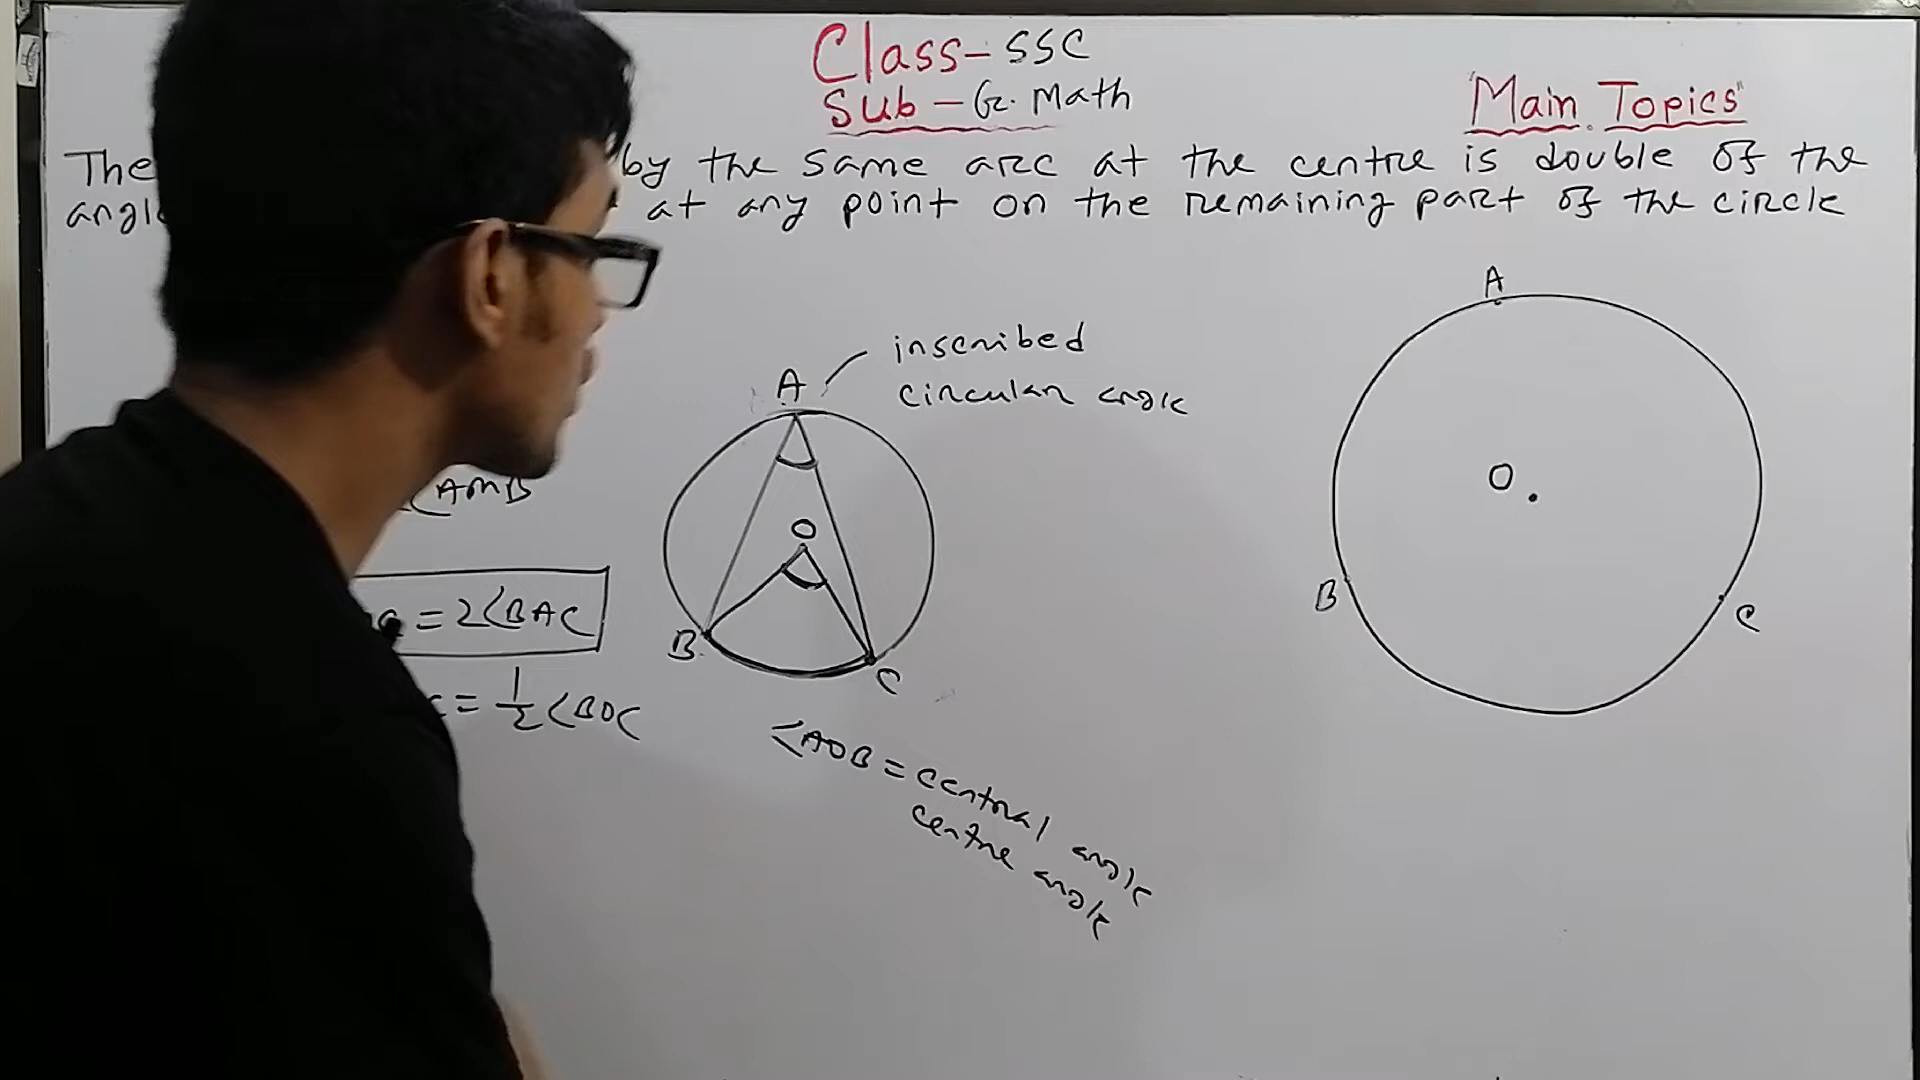 Class- SSC
Sub - G. Math
"Main Topics"
The by the same arc at the centre is double of the
angle at any point on the remaining part of the circle
inscribed
circular angle
A
B
C
O
<AMB
= 2<BAC
= 1/2 <BOC
<AOB = central angle
centre angle
A
O
B
C